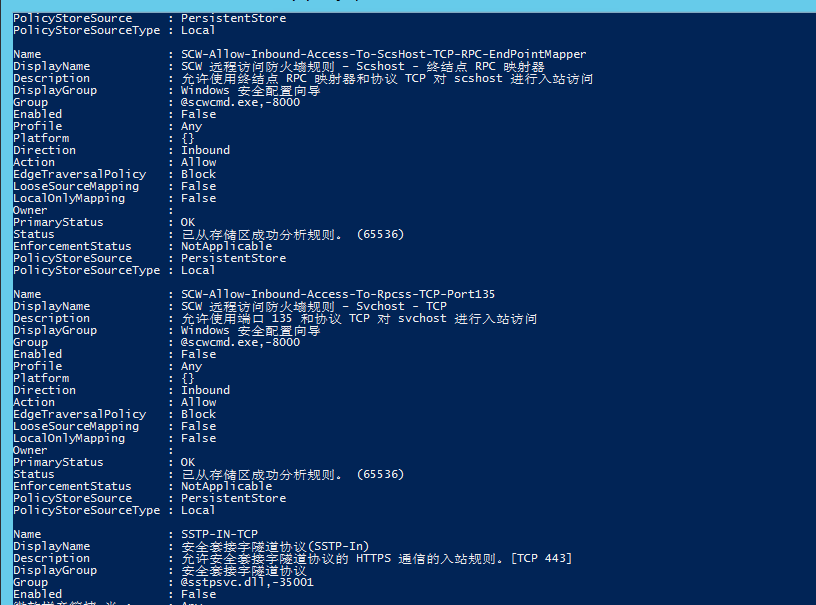 PolicyStoreSource : PersistentStore
PolicyStoreSourceType : Local
Name : SCW-Allow-Inbound-Access-To-ScsHost-TCP-RPC-EndPointMapper
DisplayName : SCW 远程访问防火墙规则 - Scshost - 终结点 RPC 映射器
Description : 允许使用终结点 RPC 映射器和协议 TCP 对 scshost 进行入站访问
DisplayGroup : Windows 安全配置向导
Group : @scwcmd.exe,-8000
Enabled : False
Profile : Any
Platform : {}
Direction : Inbound
Action : Allow
EdgeTraversalPolicy : Block
LooseSourceMapping : False
LocalOnlyMapping : False
Owner :
PrimaryStatus : OK
Status : 已从存储区成功分析规则。 (65536)
EnforcementStatus : NotApplicable
PolicyStoreSource : PersistentStore
PolicyStoreSourceType : Local
Name : SCW-Allow-Inbound-Access-To-Rpcss-TCP-Port135
DisplayName : SCW 远程访问防火墙规则 - Svchost - TCP
Description : 允许使用端口 135 和协议 TCP 对 svchost 进行入站访问
DisplayGroup : Windows 安全配置向导
Group : @scwcmd.exe,-8000
Enabled : False
Profile : Any
Platform : {}
Direction : Inbound
Action : Allow
EdgeTraversalPolicy : Block
LooseSourceMapping : False
LocalOnlyMapping : False
Owner :
PrimaryStatus : OK
Status : 已从存储区成功分析规则。 (65536)
EnforcementStatus : NotApplicable
PolicyStoreSource : PersistentStore
PolicyStoreSourceType : Local
Name : SSTP-IN-TCP
DisplayName : 安全套接字隧道协议(SSTP-In)
Description : 允许安全套接字隧道协议的 HTTPS 通信的入站规则。[TCP 443]
DisplayGroup : 安全套接字隧道协议
Group : @sstpsvc.dll,-35001
Enabled : False